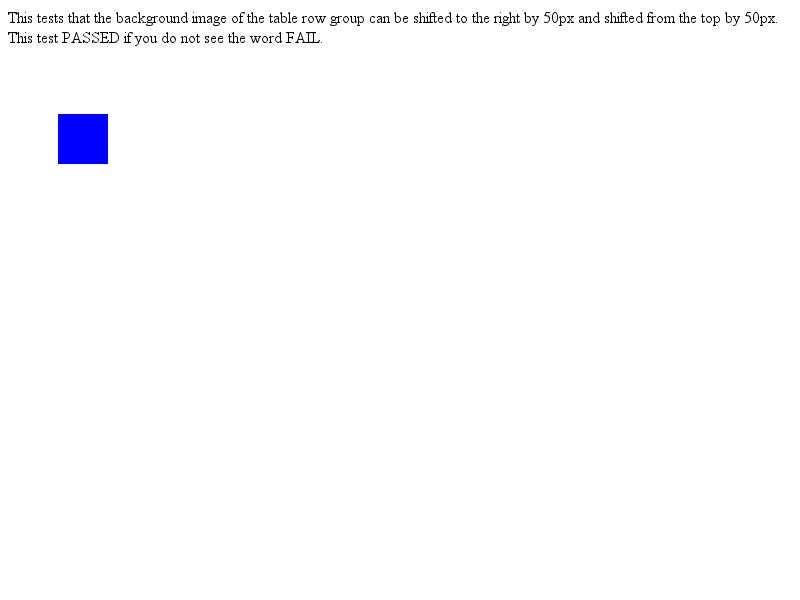 This tests that the background image of the table row group can be shifted to the right by 50px and shifted from the top by 50px.
This test PASSED if you do not see the word FAIL.